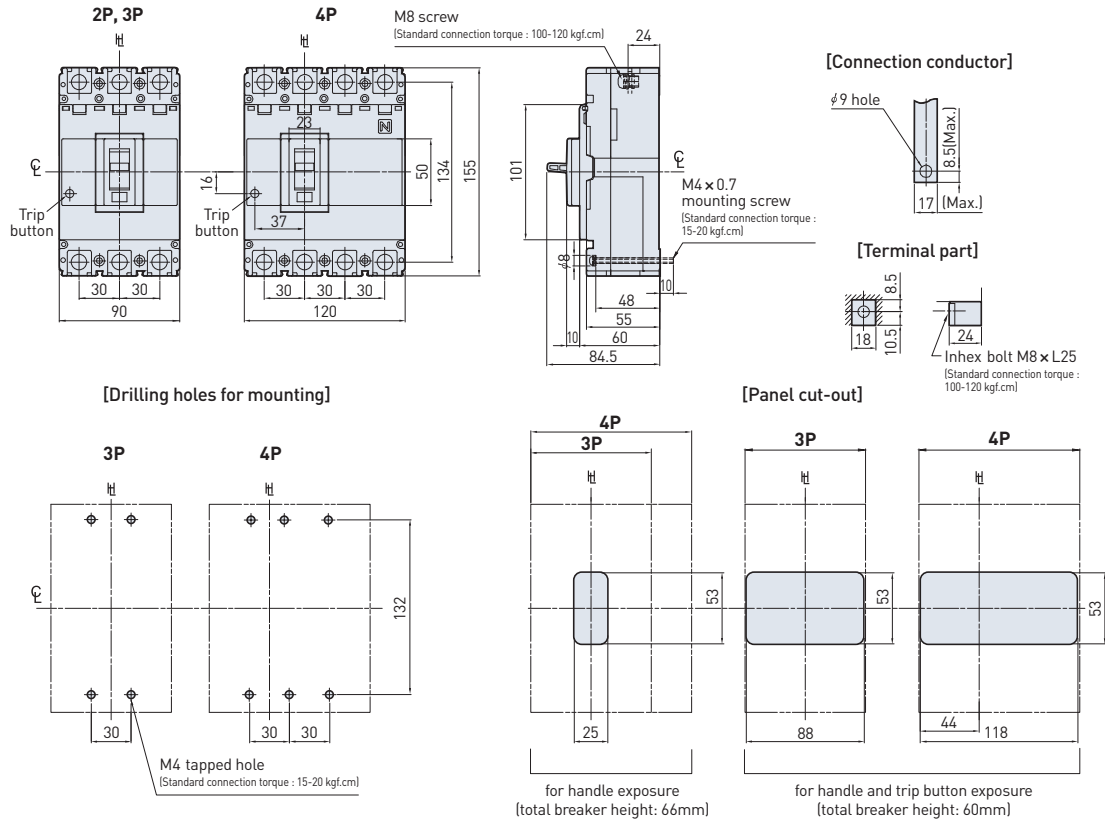 2P, 3P
4P
M8 screw
(Standard connection torque : 100-120 kgf.cm)
24
[Connection conductor]
ϕ9 hole
8.5(Max.)
17
(Max.)
N
23
50
134
155
101
16
Trip
button
Trip
button
37
30
30
90
30
30
30
120
M4×0.7
mounting screw
(Standard connection torque :
15-20 kgf.cm)
ϕ8
10
48
55
10
60
84.5
[Terminal part]
8.5
18
10.5
24
Inhex bolt M8×L25
(Standard connection torque :
100-120 kgf.cm)
[Drilling holes for mounting]
3P
4P
132
30
30
30
M4 tapped hole
(Standard connection torque : 15-20 kgf.cm)
[Panel cut-out]
4P
3P
3P
4P
53
53
53
25
88
44
118
for handle exposure
(total breaker height: 66mm)
for handle and trip button exposure
(total breaker height: 60mm)